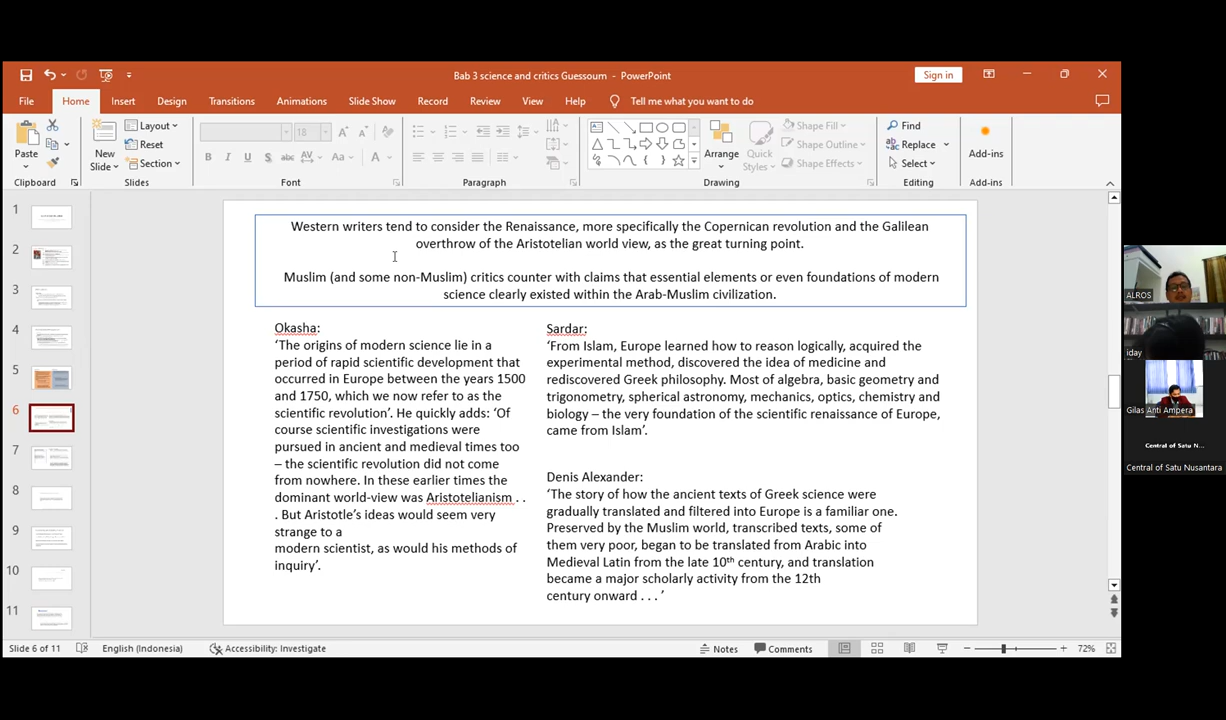 Bab 3 science and critics Guessoum - PowerPoint
Sign in
File Home Insert Design Transitions Animations Slide Show Record Review View Help Tell me what you want to do
Paste
Clipboard
New Slide
Layout
Reset
Section
Slides
18
Font
Paragraph
Arrange
Quick Styles
Shape Fill
Shape Outline
Shape Effects
Drawing
Find
Replace
Select
Editing
Add-ins
Add-ins
1
2
3
4
5
6
7
8
9
10
11
Western writers tend to consider the Renaissance, more specifically the Copernican revolution and the Galilean
overthrow of the Aristotelian world view, as the great turning point.
Muslim (and some non-Muslim) critics counter with claims that essential elements or even foundations of modern
science clearly existed within the Arab-Muslim civilization.
Okasha:
‘The origins of modern science lie in a
period of rapid scientific development that
occurred in Europe between the years 1500
and 1750, which we now refer to as the
scientific revolution’. He quickly adds: ‘Of
course scientific investigations were
pursued in ancient and medieval times too
– the scientific revolution did not come
from nowhere. In these earlier times the
dominant world-view was Aristotelianism . .
. But Aristotle’s ideas would seem very
strange to a
modern scientist, as would his methods of
inquiry’.
Sardar:
‘From Islam, Europe learned how to reason logically, acquired the
experimental method, discovered the idea of medicine and
rediscovered Greek philosophy. Most of algebra, basic geometry and
trigonometry, spherical astronomy, mechanics, optics, chemistry and
biology – the very foundation of the scientific renaissance of Europe,
came from Islam’.
Denis Alexander:
‘The story of how the ancient texts of Greek science were
gradually translated and filtered into Europe is a familiar one.
Preserved by the Muslim world, transcribed texts, some of
them very poor, began to be translated from Arabic into
Medieval Latin from the late 10th century, and translation
became a major scholarly activity from the 12th
century onward . . . ’
Slide 6 of 11 English (Indonesia) Accessibility: Investigate Notes Comments 72%
ALROS
iday
Gilas Anti Ampera
Central of Satu N...
Central of Satu Nusantara